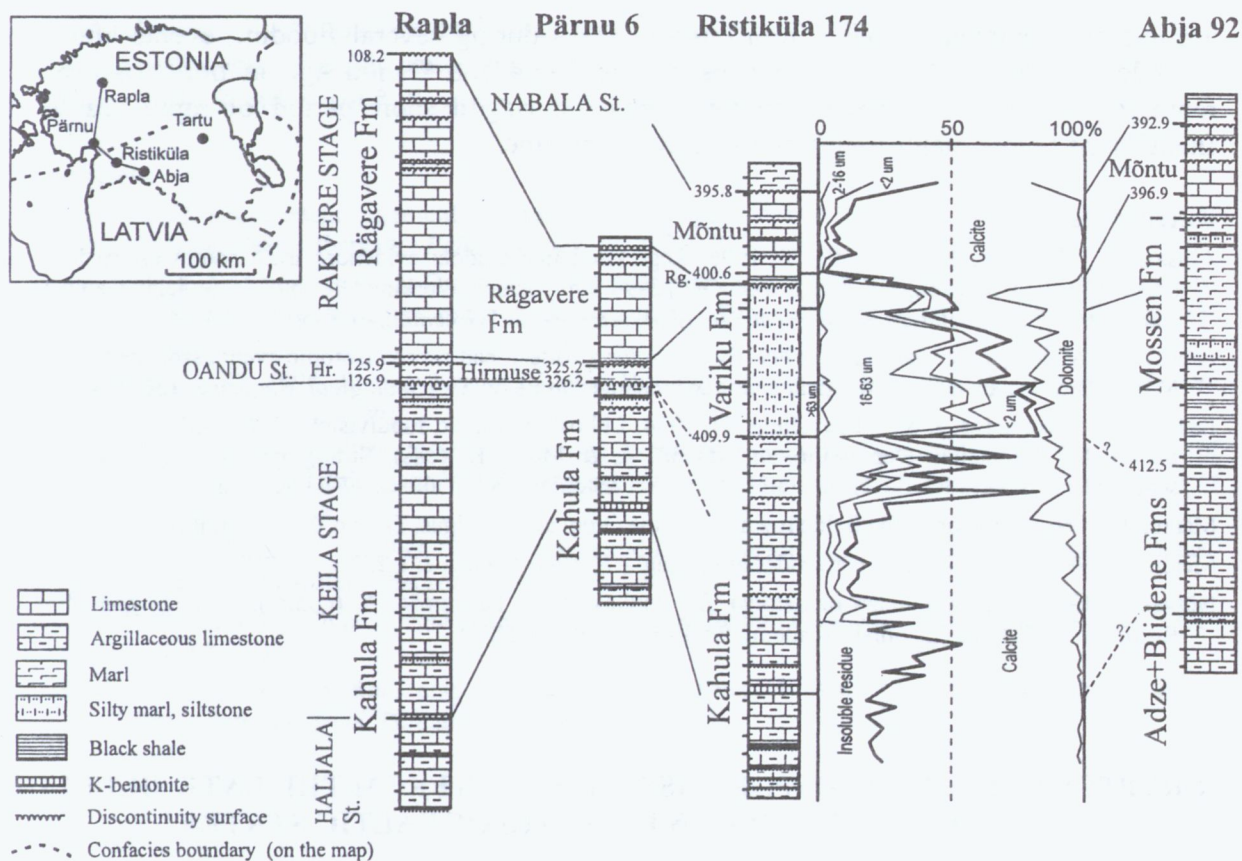 Rapla
Pärnu 6
Ristiküla 174
Abja 92
ESTONIA
Rapla
Pärnu
Tartu
Ristiküla
Abja
LATVIA
100 km
108.2
RAKVERE STAGE
Rägavere Fm
OANDU St.
Hr.
125.9
126.9
KEILA STAGE
Kahula Fm
HALJALA
St.
NABALA St.
Rägavere
Fm
Hirmuse
325.2
326.2
Kahula Fm
395.8
Mõntu
Rg.
400.6
Variku Fm
409.9
Kahula Fm
0
50
100%
2-16 um
<2 um
Calcite
>63 um
16-63 um
<2 um
Dolomite
Insoluble residue
Calcite
392.9
Mõntu
396.9
Mossen Fm
?
412.5
Adze+Blidene Fms
?
Limestone
Argillaceous limestone
Marl
Silty marl, siltstone
Black shale
K-bentonite
Discontinuity surface
Confacies boundary (on the map)